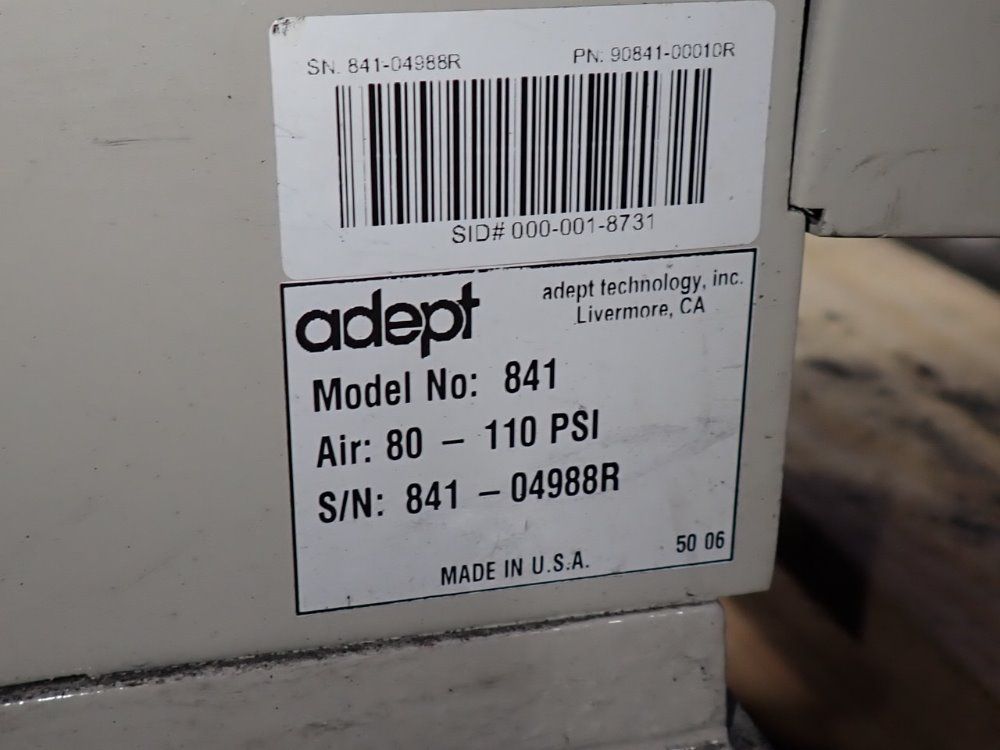 SN. 841-04988R PN: 90841-00010R
SID# 000-001-8731
adept
adept technology, inc.
Livermore, CA
Model No: 841
Air: 80 – 110 PSI
S/N: 841 – 04988R
50 06
MADE IN U.S.A.